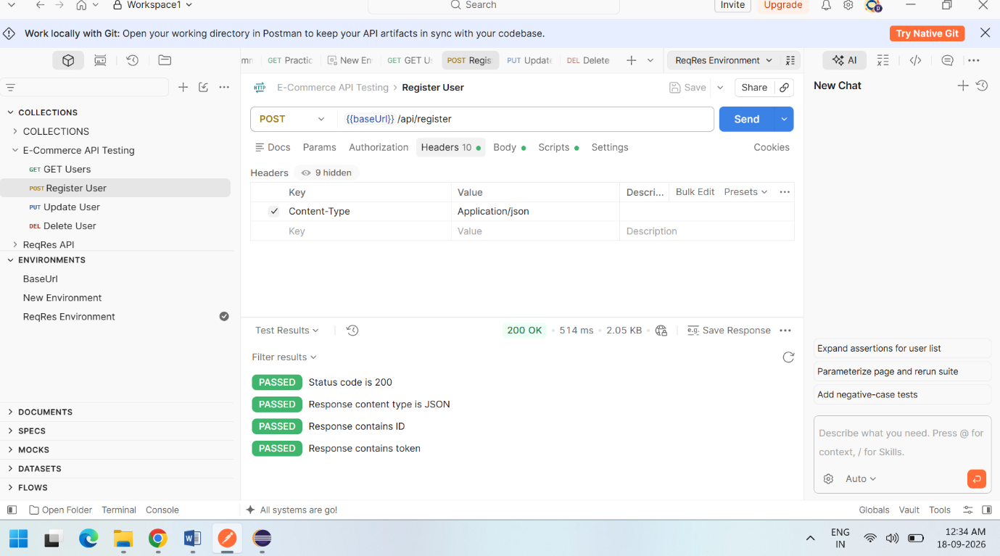 Workspace1
Search
Invite
Upgrade
Work locally with Git: Open your working directory in Postman to keep your API artifacts in sync with your codebase.
Try Native Git
GET Practic
New En
GET GET U
POST Regis
PUT Update
DEL Delete
ReqRes Environment
AI
E-Commerce API Testing > Register User
Save
Share
New Chat
COLLECTIONS
COLLECTIONS
E-Commerce API Testing
GET GET Users
POST Register User
PUT Update User
DEL Delete User
ReqRes API
ENVIRONMENTS
BaseUrl
New Environment
ReqRes Environment
DOCUMENTS
SPECS
MOCKS
DATASETS
FLOWS
POST
{{baseUrl}} /api/register
Send
Docs
Params
Authorization
Headers 10
Body
Scripts
Settings
Cookies
Headers
9 hidden
Key
Value
Descri...
Bulk Edit
Presets
Content-Type
Application/json
Key
Value
Description
Test Results
200 OK
514 ms
2.05 KB
e.g. Save Response
Filter results
PASSED Status code is 200
PASSED Response content type is JSON
PASSED Response contains ID
PASSED Response contains token
Expand assertions for user list
Parameterize page and rerun suite
Add negative-case tests
Describe what you need. Press @ for
context, / for Skills.
Auto
Open Folder
Terminal
Console
All systems are go!
Globals
Vault
Tools
ENG
IN
12:34 AM
18-09-2026